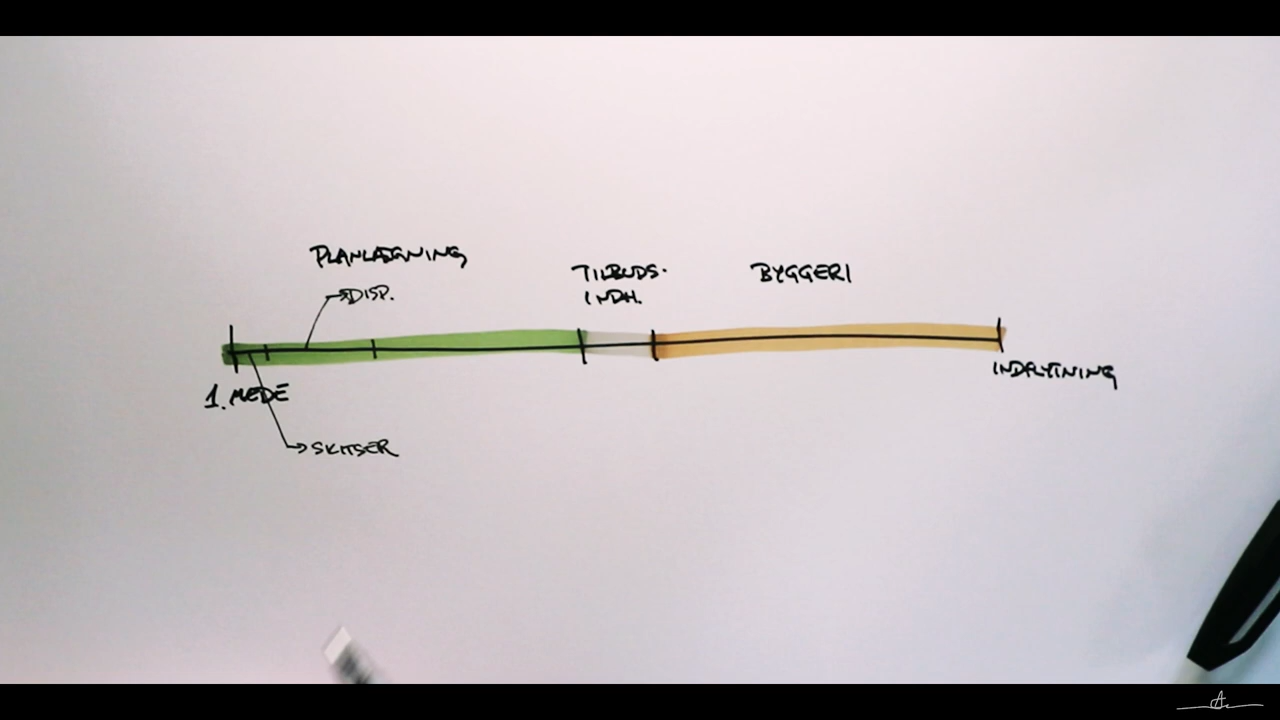 PLANLÆGNING
TILBUDS.
INDH.
BYGGERI
DISP.
1. MØDE
INDFLYTNING
SKITSER